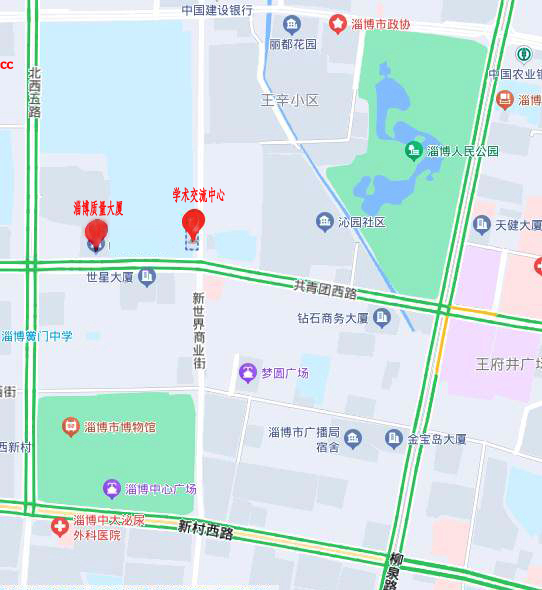 中国建设银行
淄博市政协
丽都花园
cc
北西五路
中国农业银
王辛小区
淄博
淄博人民公园
淄博质量大厦
学术交流中心
沁园社区
天健大厦
世星大厦
共青团西路
新世界商业街
钻石商务大厦
淄博黉门中学
王府井广场
梦圆广场
街
淄博市博物馆
淄博市广播局
宿舍
金宝岛大厦
西新村
淄博中心广场
淄博中大泌尿
外科医院
新村西路
柳泉路